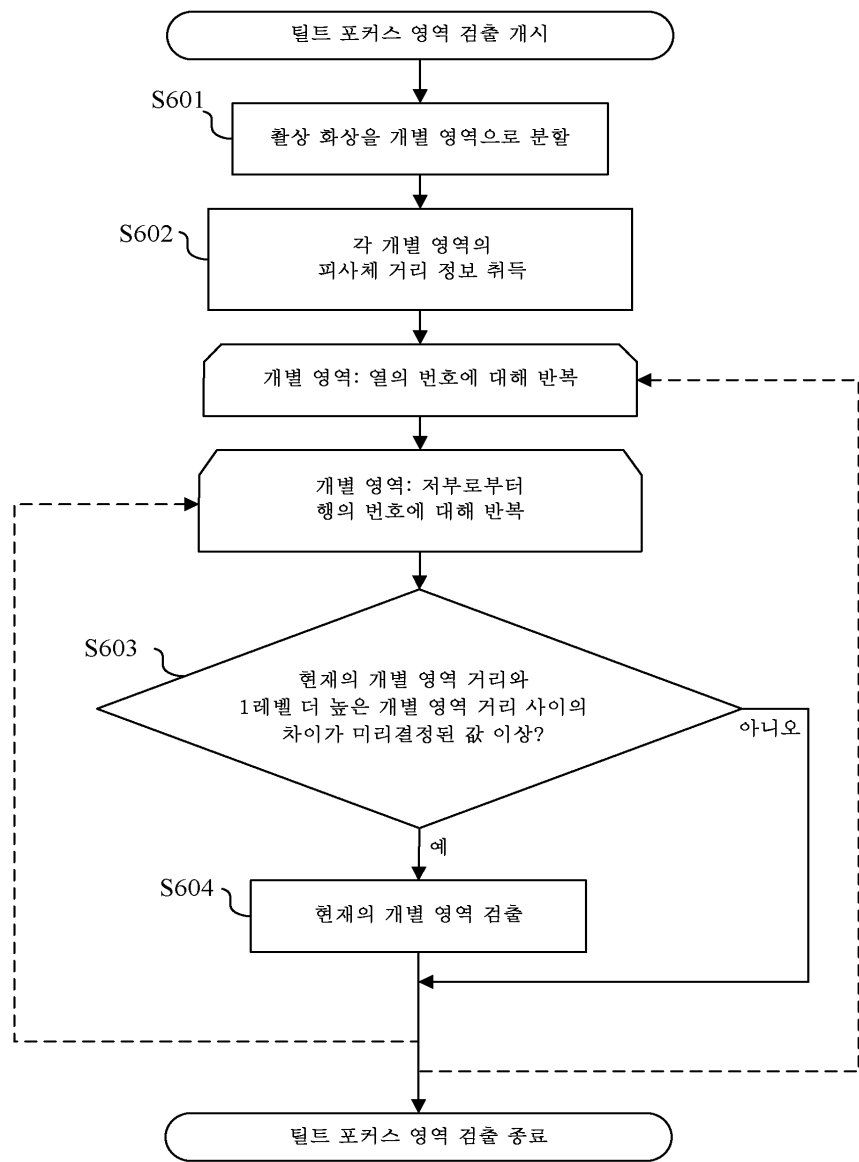 틸트 포커스 영역 검출 개시
S601
촬상 화상을 개별 영역으로 분할
S602
각 개별 영역의
피사체 거리 정보 취득
개별 영역: 열의 번호에 대해 반복
개별 영역: 저부로부터
행의 번호에 대해 반복
S603
현재의 개별 영역 거리와
1레벨 더 높은 개별 영역 거리 사이의
차이가 미리결정된 값 이상?
아니오
예
S604
현재의 개별 영역 검출
틸트 포커스 영역 검출 종료